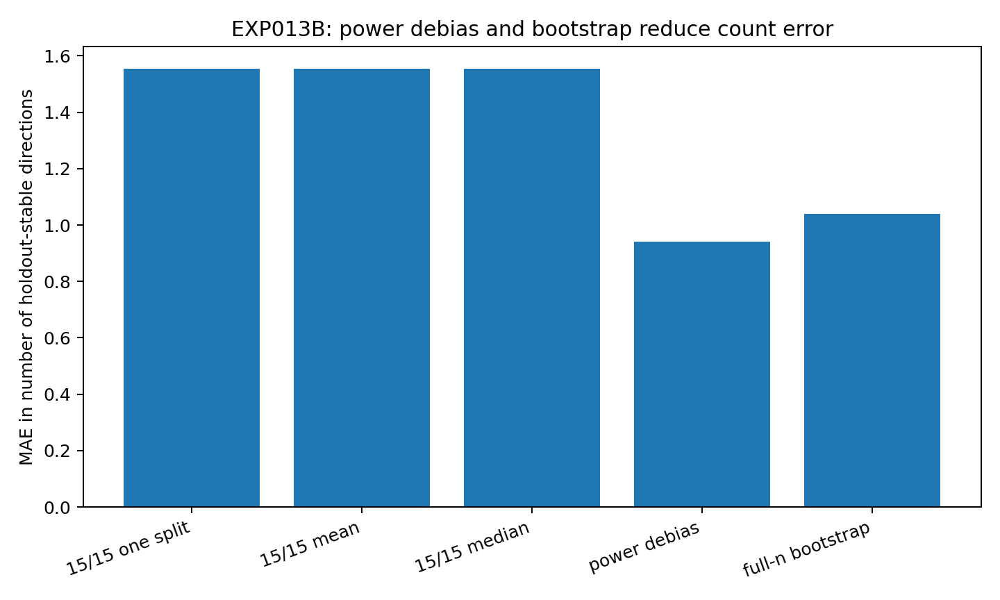 EXP013B: power debias and bootstrap reduce count error
MAE in number of holdout-stable directions
1.6
1.4
1.2
1.0
0.8
0.6
0.4
0.2
0.0
15/15 one split
15/15 mean
15/15 median
power debias
full-n bootstrap